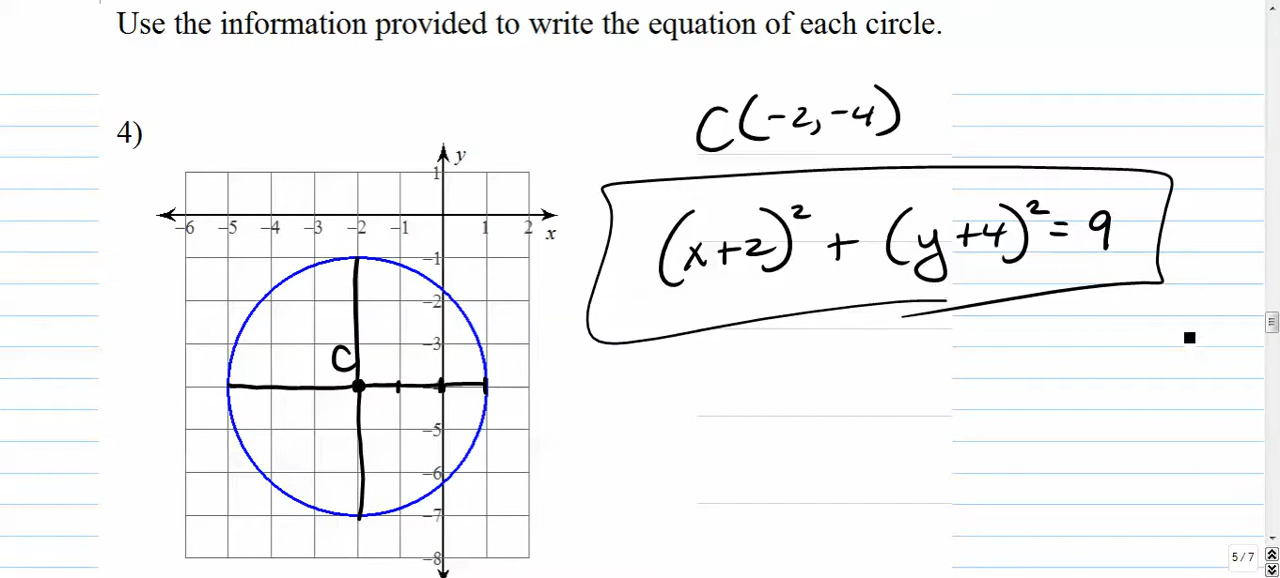 Use the information provided to write the equation of each circle.
C(-2,-4)
4)
y
1
-6 -5 -4 -3 -2 -1 1 2 x
(x+2)² + (y+4)² = 9
-1
-2
-3
C
-5
-6
-7
-8
5 / 7